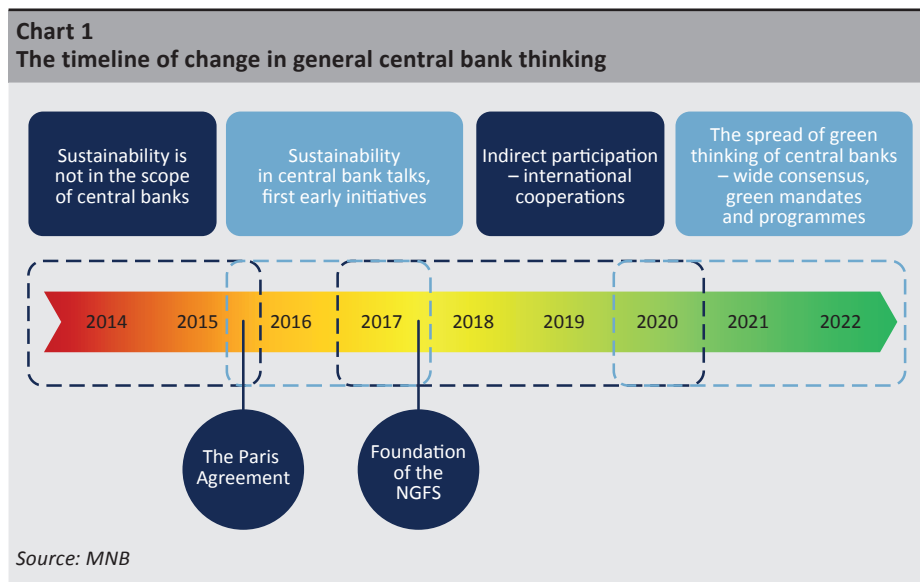 Chart 1
The timeline of change in general central bank thinking
Sustainability is
not in the scope
of central banks
Sustainability
in central bank talks,
first early initiatives
Indirect participation
– international
cooperations
The spread of green
thinking of central banks
– wide consensus,
green mandates
and programmes
2014 2015 2016 2017 2018 2019 2020 2021 2022
The Paris
Agreement
Foundation
of the
NGFS
Source: MNB